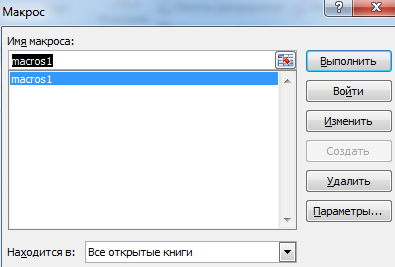 Макрос
Имя макроса:
macros1
macros1
Выполнить
Войти
Изменить
Создать
Удалить
Параметры...
Находится в:
Все открытые книги